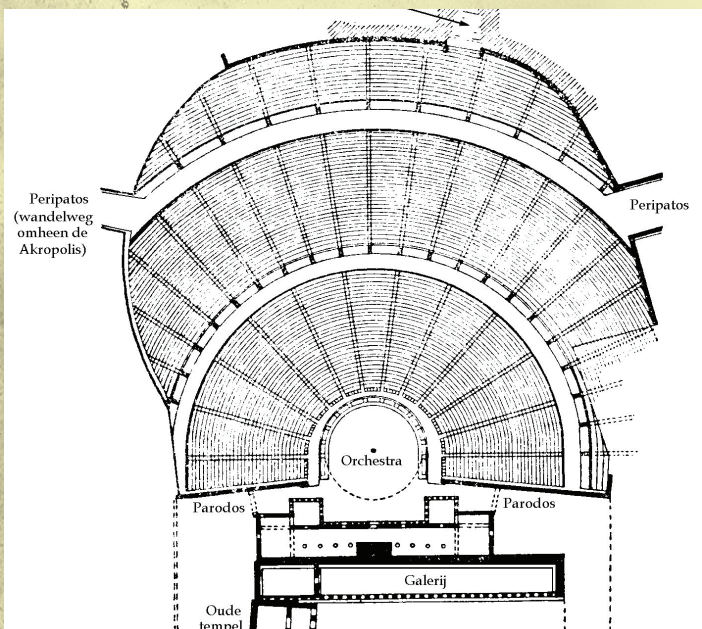 Peripatos
(wandelweg
omheen de
Akropolis)
Peripatos
Orchestra
Parodos
Parodos
Galerij
Oude
tempel